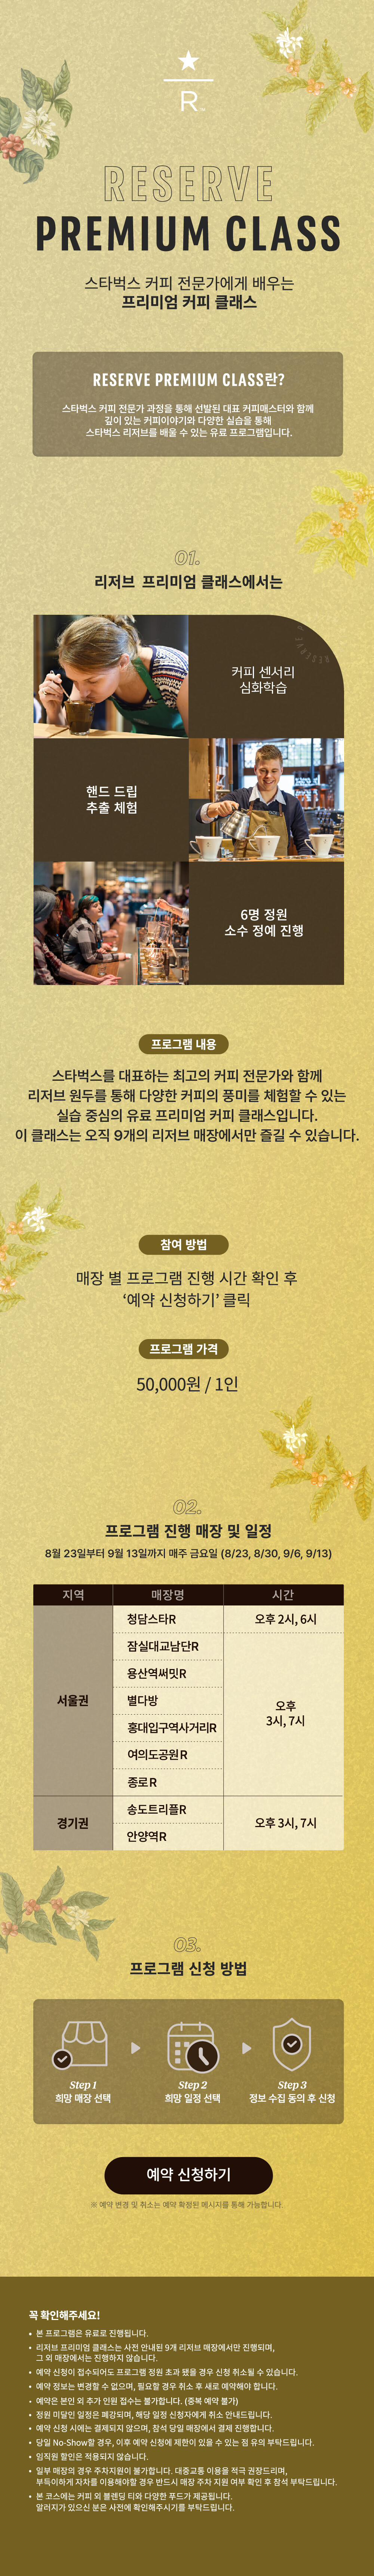 R
RESERVE
PREMIUM CLASS
스타벅스 커피 전문가에게 배우는
프리미엄 커피 클래스
RESERVE PREMIUM CLASS란?
스타벅스 커피 전문가 과정을 통해 선발된 대표 커피매스터와 함께
깊이 있는 커피이야기와 다양한 실습을 통해
스타벅스 리저브를 배울 수 있는 유료 프로그램입니다.
01.
리저브 프리미엄 클래스에서는
커피 센서리
심화학습
핸드 드립
추출 체험
6명 정원
소수 정예 진행
프로그램 내용
스타벅스를 대표하는 최고의 커피 전문가와 함께
리저브 원두를 통해 다양한 커피의 풍미를 체험할 수 있는
실습 중심의 유료 프리미엄 커피 클래스입니다.
이 클래스는 오직 9개의 리저브 매장에서만 즐길 수 있습니다.
참여 방법
매장 별 프로그램 진행 시간 확인 후
‘예약 신청하기’ 클릭
프로그램 가격
50,000원 / 1인
02.
프로그램 진행 매장 및 일정
8월 23일부터 9월 13일까지 매주 금요일 (8/23, 8/30, 9/6, 9/13)
지역 매장명 시간
청담스타R 오후 2시, 6시
잠실대교남단R
용산역써밋R
서울권 별다방 오후
3시, 7시
홍대입구역사거리R
여의도공원R
종로R
송도트리플R
경기권 오후 3시, 7시
안양역R
03.
프로그램 신청 방법
Step 1 Step 2 Step 3
희망 매장 선택 희망 일정 선택 정보 수집 동의 후 신청
예약 신청하기
※ 예약 변경 및 취소는 예약 확정된 메시지를 통해 가능합니다.
꼭 확인해주세요!
• 본 프로그램은 유료로 진행됩니다.
• 리저브 프리미엄 클래스는 사전 안내된 9개 리저브 매장에서만 진행되며,
그 외 매장에서는 진행하지 않습니다.
• 예약 신청이 접수되어도 프로그램 정원 초과 됐을 경우 신청 취소될 수 있습니다.
• 예약 정보는 변경할 수 없으며, 필요할 경우 취소 후 새로 예약해야 합니다.
• 예약은 본인 외 추가 인원 접수는 불가합니다. (중복 예약 불가)
• 정원 미달인 일정은 폐강되며, 해당 일정 신청자에게 취소 안내드립니다.
• 예약 신청 시에는 결제되지 않으며, 참석 당일 매장에서 결제 진행합니다.
• 당일 No-Show할 경우, 이후 예약 신청에 제한이 있을 수 있는 점 유의 부탁드립니다.
• 임직원 할인은 적용되지 않습니다.
• 일부 매장의 경우 주차지원이 불가합니다. 대중교통 이용을 적극 권장드리며,
부득이하게 자차를 이용해야할 경우 반드시 매장 주차 지원 여부 확인 후 참석 부탁드립니다.
• 본 코스에는 커피 외 블렌딩 티와 다양한 푸드가 제공됩니다.
알러지가 있으신 분은 사전에 확인해주시기를 부탁드립니다.